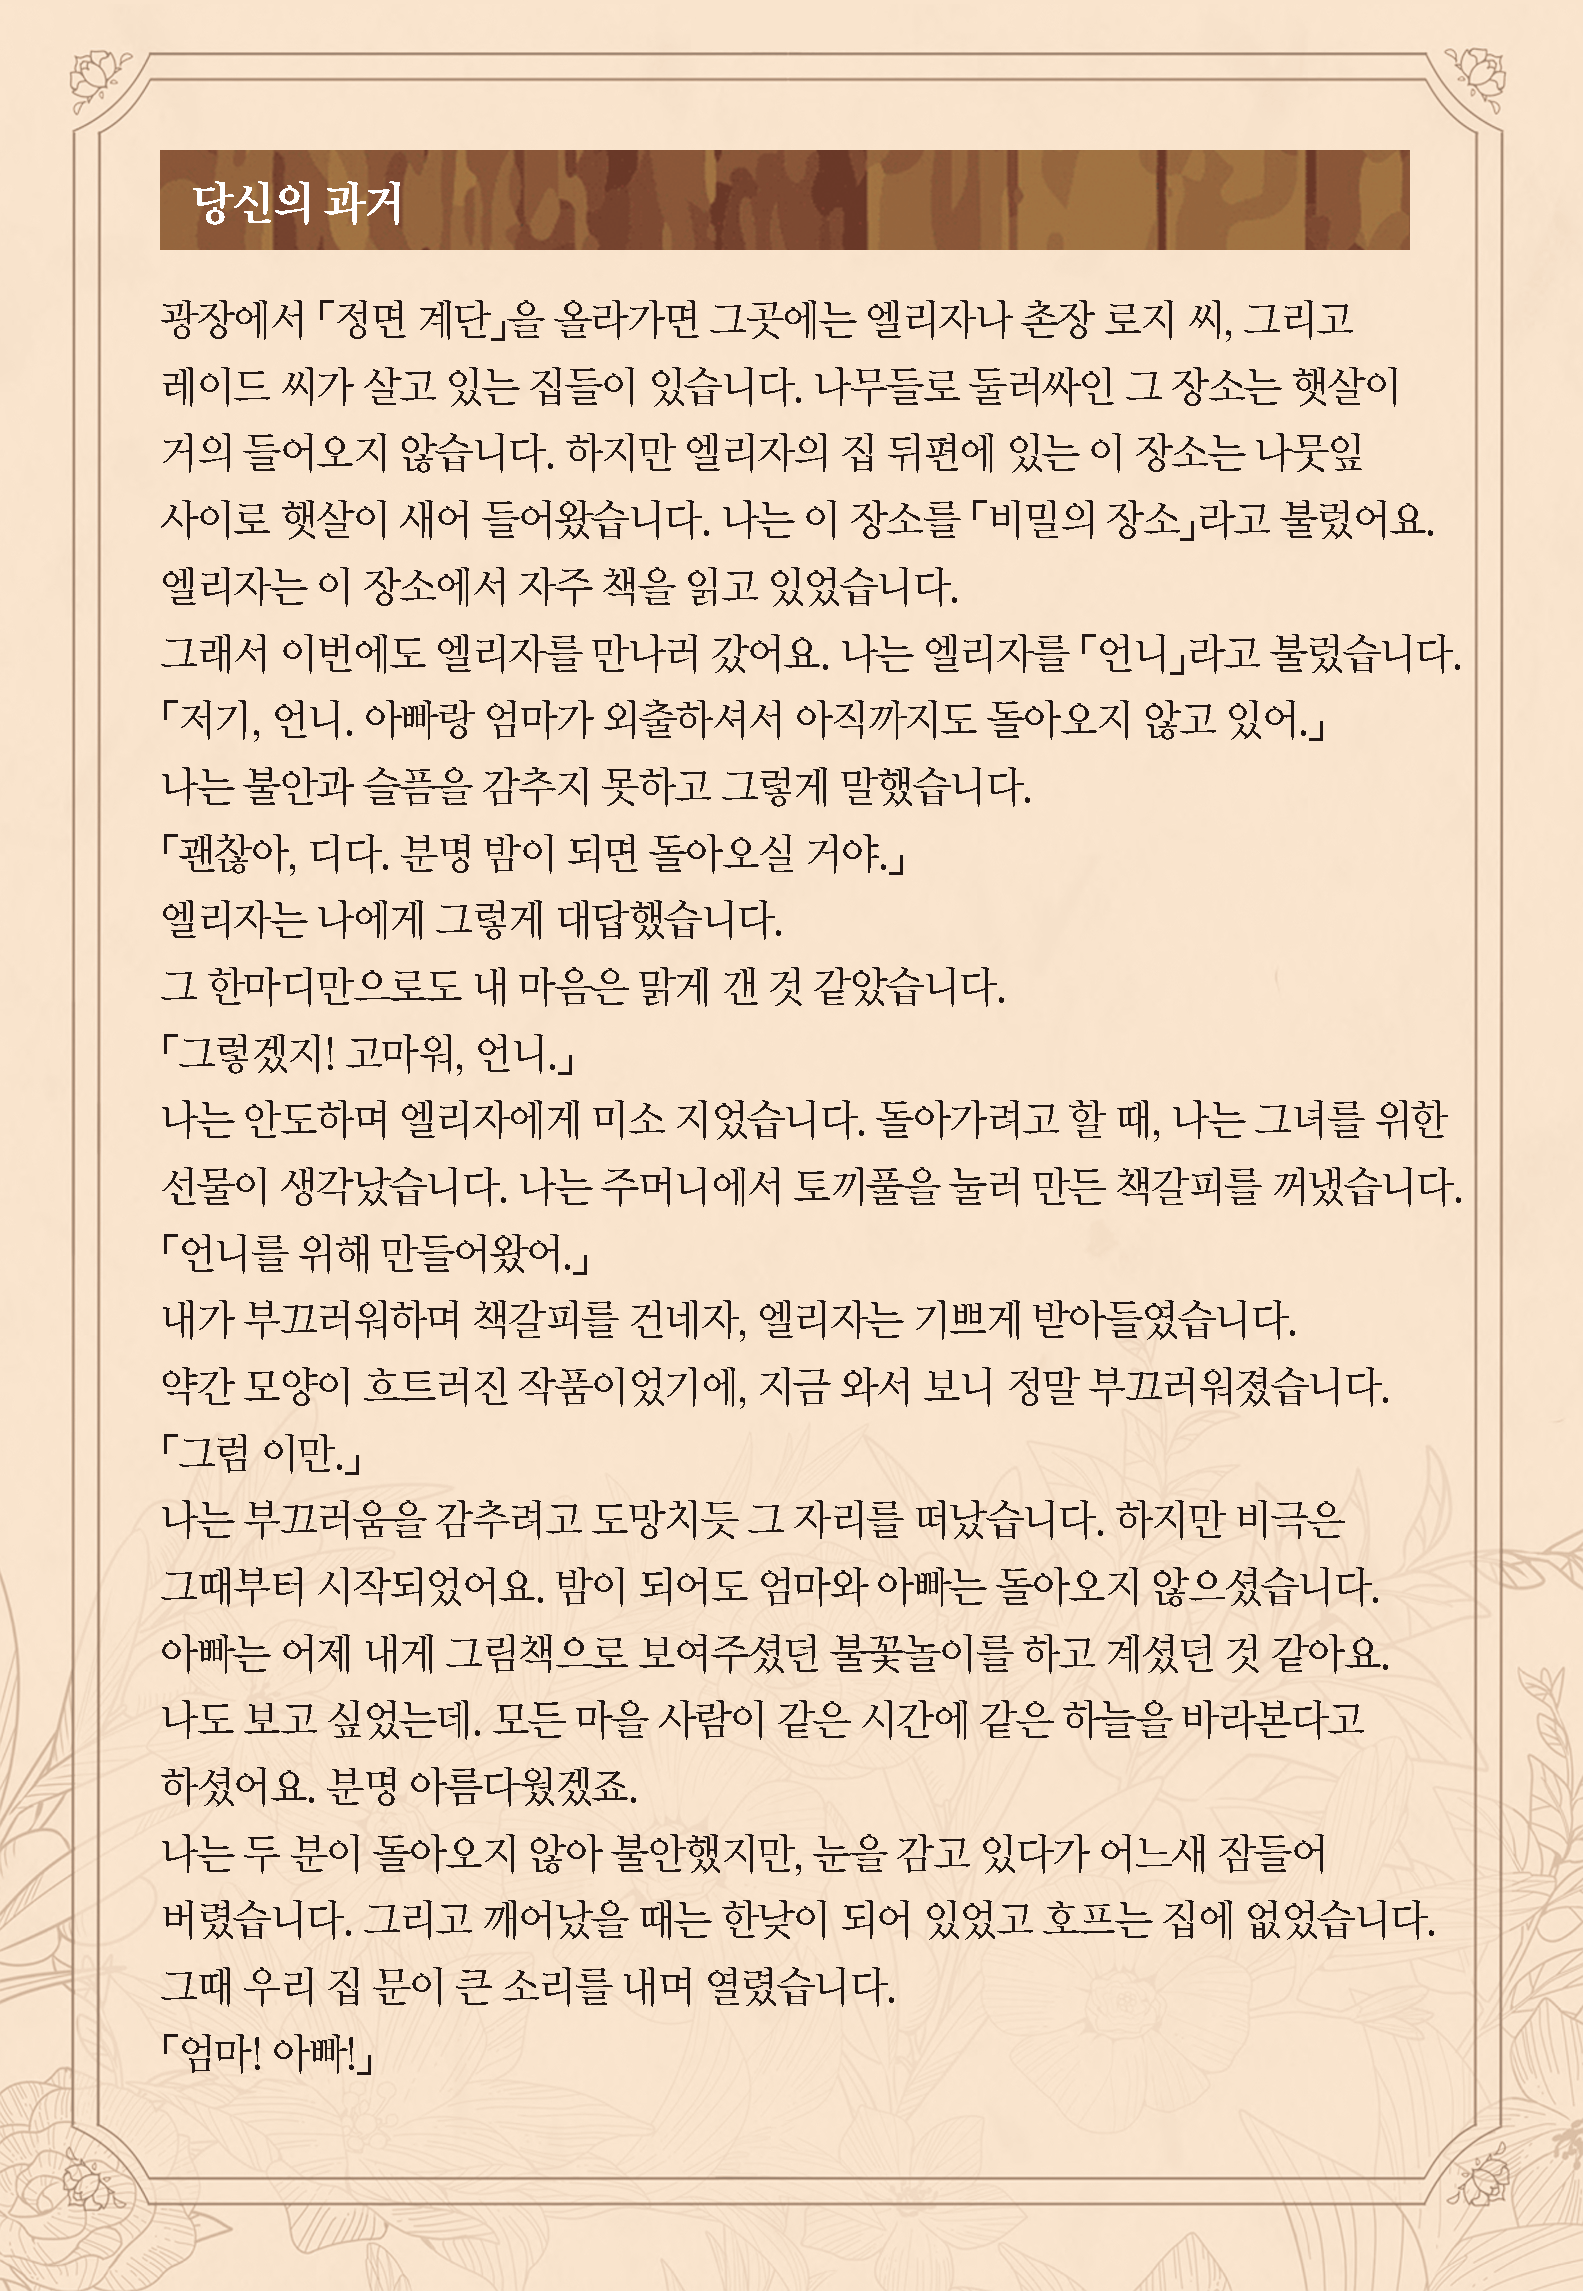 당신의 과거
광장에서 「정면 계단」을 올라가면 그곳에는 엘리자나 촌장 로지 씨, 그리고
레이드 씨가 살고 있는 집들이 있습니다. 나무들로 둘러싸인 그 장소는 햇살이
거의 들어오지 않습니다. 하지만 엘리자의 집 뒤편에 있는 이 장소는 나뭇잎
사이로 햇살이 새어 들어왔습니다. 나는 이 장소를 「비밀의 장소」라고 불렀어요.
엘리자는 이 장소에서 자주 책을 읽고 있었습니다.
그래서 이번에도 엘리자를 만나러 갔어요. 나는 엘리자를 「언니」라고 불렀습니다.
「저기, 언니. 아빠랑 엄마가 외출하셔서 아직까지도 돌아오지 않고 있어.」
나는 불안과 슬픔을 감추지 못하고 그렇게 말했습니다.
「괜찮아, 디다. 분명 밤이 되면 돌아오실 거야.」
엘리자는 나에게 그렇게 대답했습니다.
그 한마디만으로도 내 마음은 맑게 갠 것 같았습니다.
「그렇겠지! 고마워, 언니.」
나는 안도하며 엘리자에게 미소 지었습니다. 돌아가려고 할 때, 나는 그녀를 위한
선물이 생각났습니다. 나는 주머니에서 토끼풀을 눌러 만든 책갈피를 꺼냈습니다.
「언니를 위해 만들어왔어.」
내가 부끄러워하며 책갈피를 건네자, 엘리자는 기쁘게 받아들였습니다.
약간 모양이 흐트러진 작품이었기에, 지금 와서 보니 정말 부끄러워졌습니다.
「그럼 이만.」
나는 부끄러움을 감추려고 도망치듯 그 자리를 떠났습니다. 하지만 비극은
그때부터 시작되었어요. 밤이 되어도 엄마와 아빠는 돌아오지 않으셨습니다.
아빠는 어제 내게 그림책으로 보여주셨던 불꽃놀이를 하고 계셨던 것 같아요.
나도 보고 싶었는데. 모든 마을 사람이 같은 시간에 같은 하늘을 바라본다고
하셨어요. 분명 아름다웠겠죠.
나는 두 분이 돌아오지 않아 불안했지만, 눈을 감고 있다가 어느새 잠들어
버렸습니다. 그리고 깨어났을 때는 한낮이 되어 있었고 호프는 집에 없었습니다.
그때 우리 집 문이 큰 소리를 내며 열렸습니다.
「엄마! 아빠!」